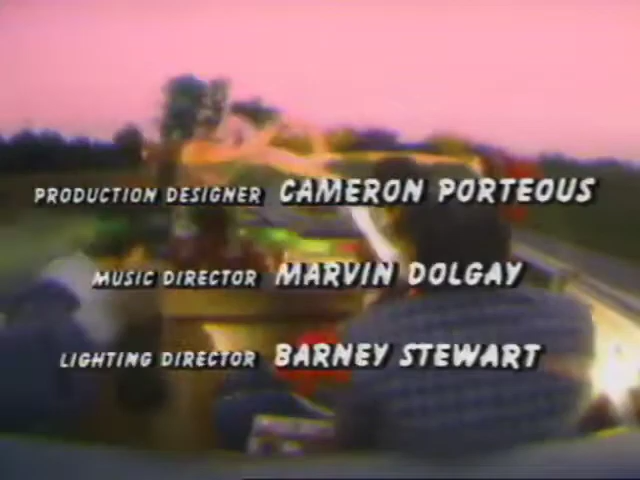 PRODUCTION DESIGNER CAMERON PORTEOUS
MUSIC DIRECTOR MARVIN DOLGAY
LIGHTING DIRECTOR BARNEY STEWART